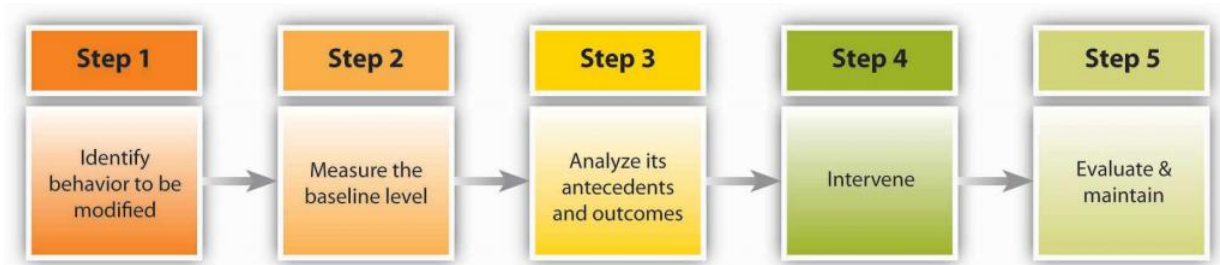 Step 1
Identify
behavior to be
modified
Step 2
Measure the
baseline level
Step 3
Analyze its
antecedents
and outcomes
Step 4
Intervene
Step 5
Evaluate &
maintain